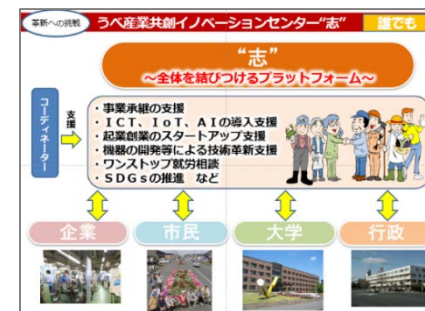 革新への挑戦
うべ産業共創イノベーションセンター“志”
誰でも
“志”
～全体を結びつけるプラットフォーム～
コーディネーター
支援
・事業承継の支援
・ICT、IoT、AIの導入支援
・起業創業のスタートアップ支援
・機器の開発等による技術革新支援
・ワンストップ就労相談
・SDGsの推進 など
企業
市民
大学
行政